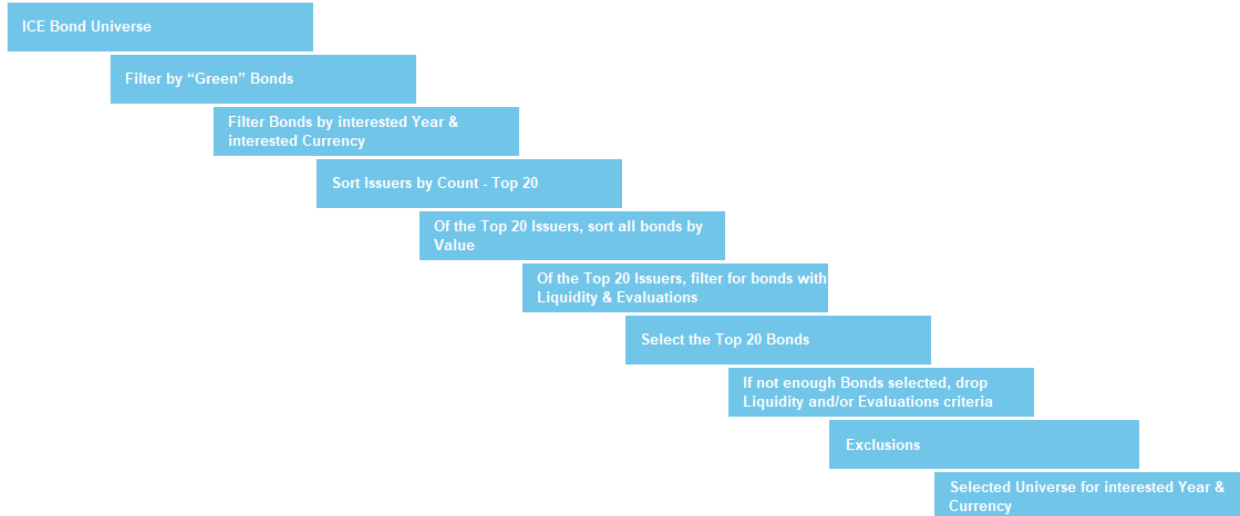 ICE Bond Universe
Filter by “Green” Bonds
Filter Bonds by interested Year &
interested Currency
Sort Issuers by Count - Top 20
Of the Top 20 Issuers, sort all bonds by
Value
Of the Top 20 Issuers, filter for bonds with
Liquidity & Evaluations
Select the Top 20 Bonds
If not enough Bonds selected, drop
Liquidity and/or Evaluations criteria
Exclusions
Selected Universe for interested Year &
Currency